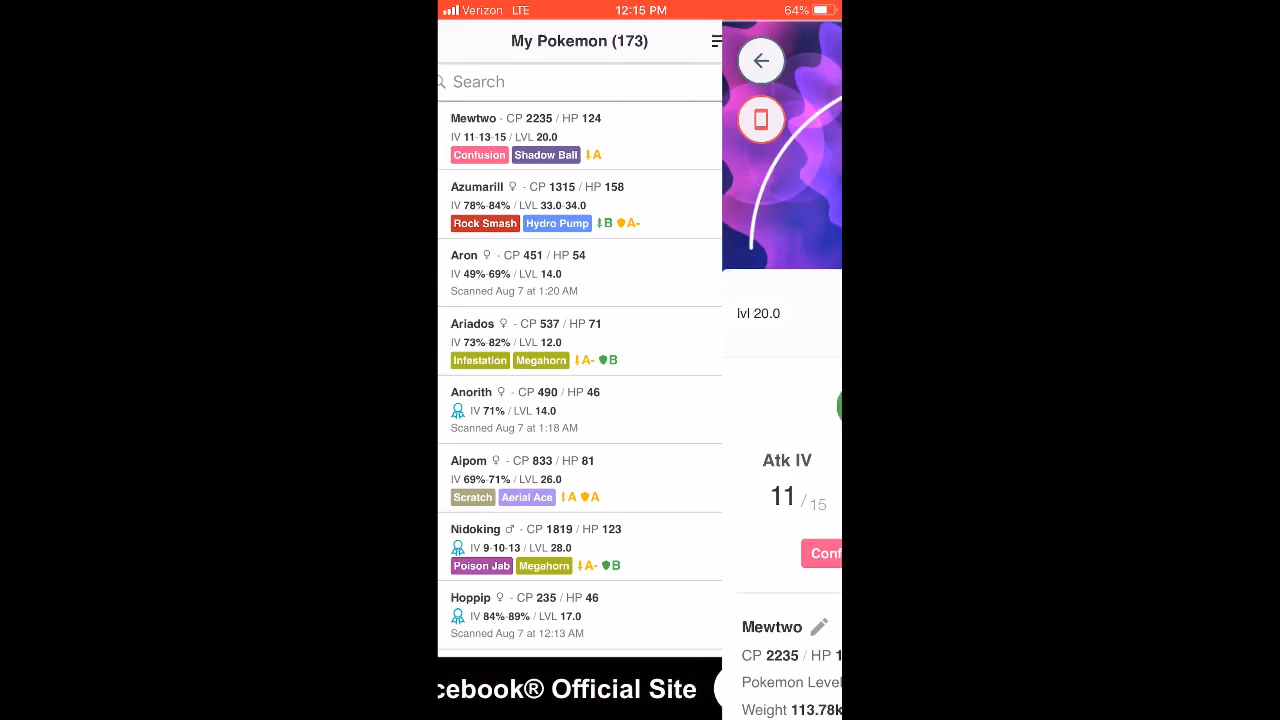 Verizon LTE 12:15 PM 64%
My Pokemon (173)
Search
Mewtwo - CP 2235 / HP 124
IV 11-13-15 / LVL 20.0
Confusion Shadow Ball A
Azumarill ♀ - CP 1315 / HP 158
IV 78%-84% / LVL 33.0-34.0
Rock Smash Hydro Pump B A-
Aron ♀ - CP 451 / HP 54
IV 49%-69% / LVL 14.0
Scanned Aug 7 at 1:20 AM
Ariados ♀ - CP 537 / HP 71
IV 73%-82% / LVL 12.0
Infestation Megahorn A- B
Anorith ♀ - CP 490 / HP 46
IV 71% / LVL 14.0
Scanned Aug 7 at 1:18 AM
Aipom ♀ - CP 833 / HP 81
IV 69%-71% / LVL 26.0
Scratch Aerial Ace A A
Nidoking ♂ - CP 1819 / HP 123
IV 9-10-13 / LVL 28.0
Poison Jab Megahorn A- B
Hoppip ♀ - CP 235 / HP 46
IV 84%-89% / LVL 17.0
Scanned Aug 7 at 12:13 AM
cebook® Official Site
lvl 20.0
Atk IV
11 / 15
Conf
Mewtwo
CP 2235 / HP 1
Pokemon Level
Weight 113.78k